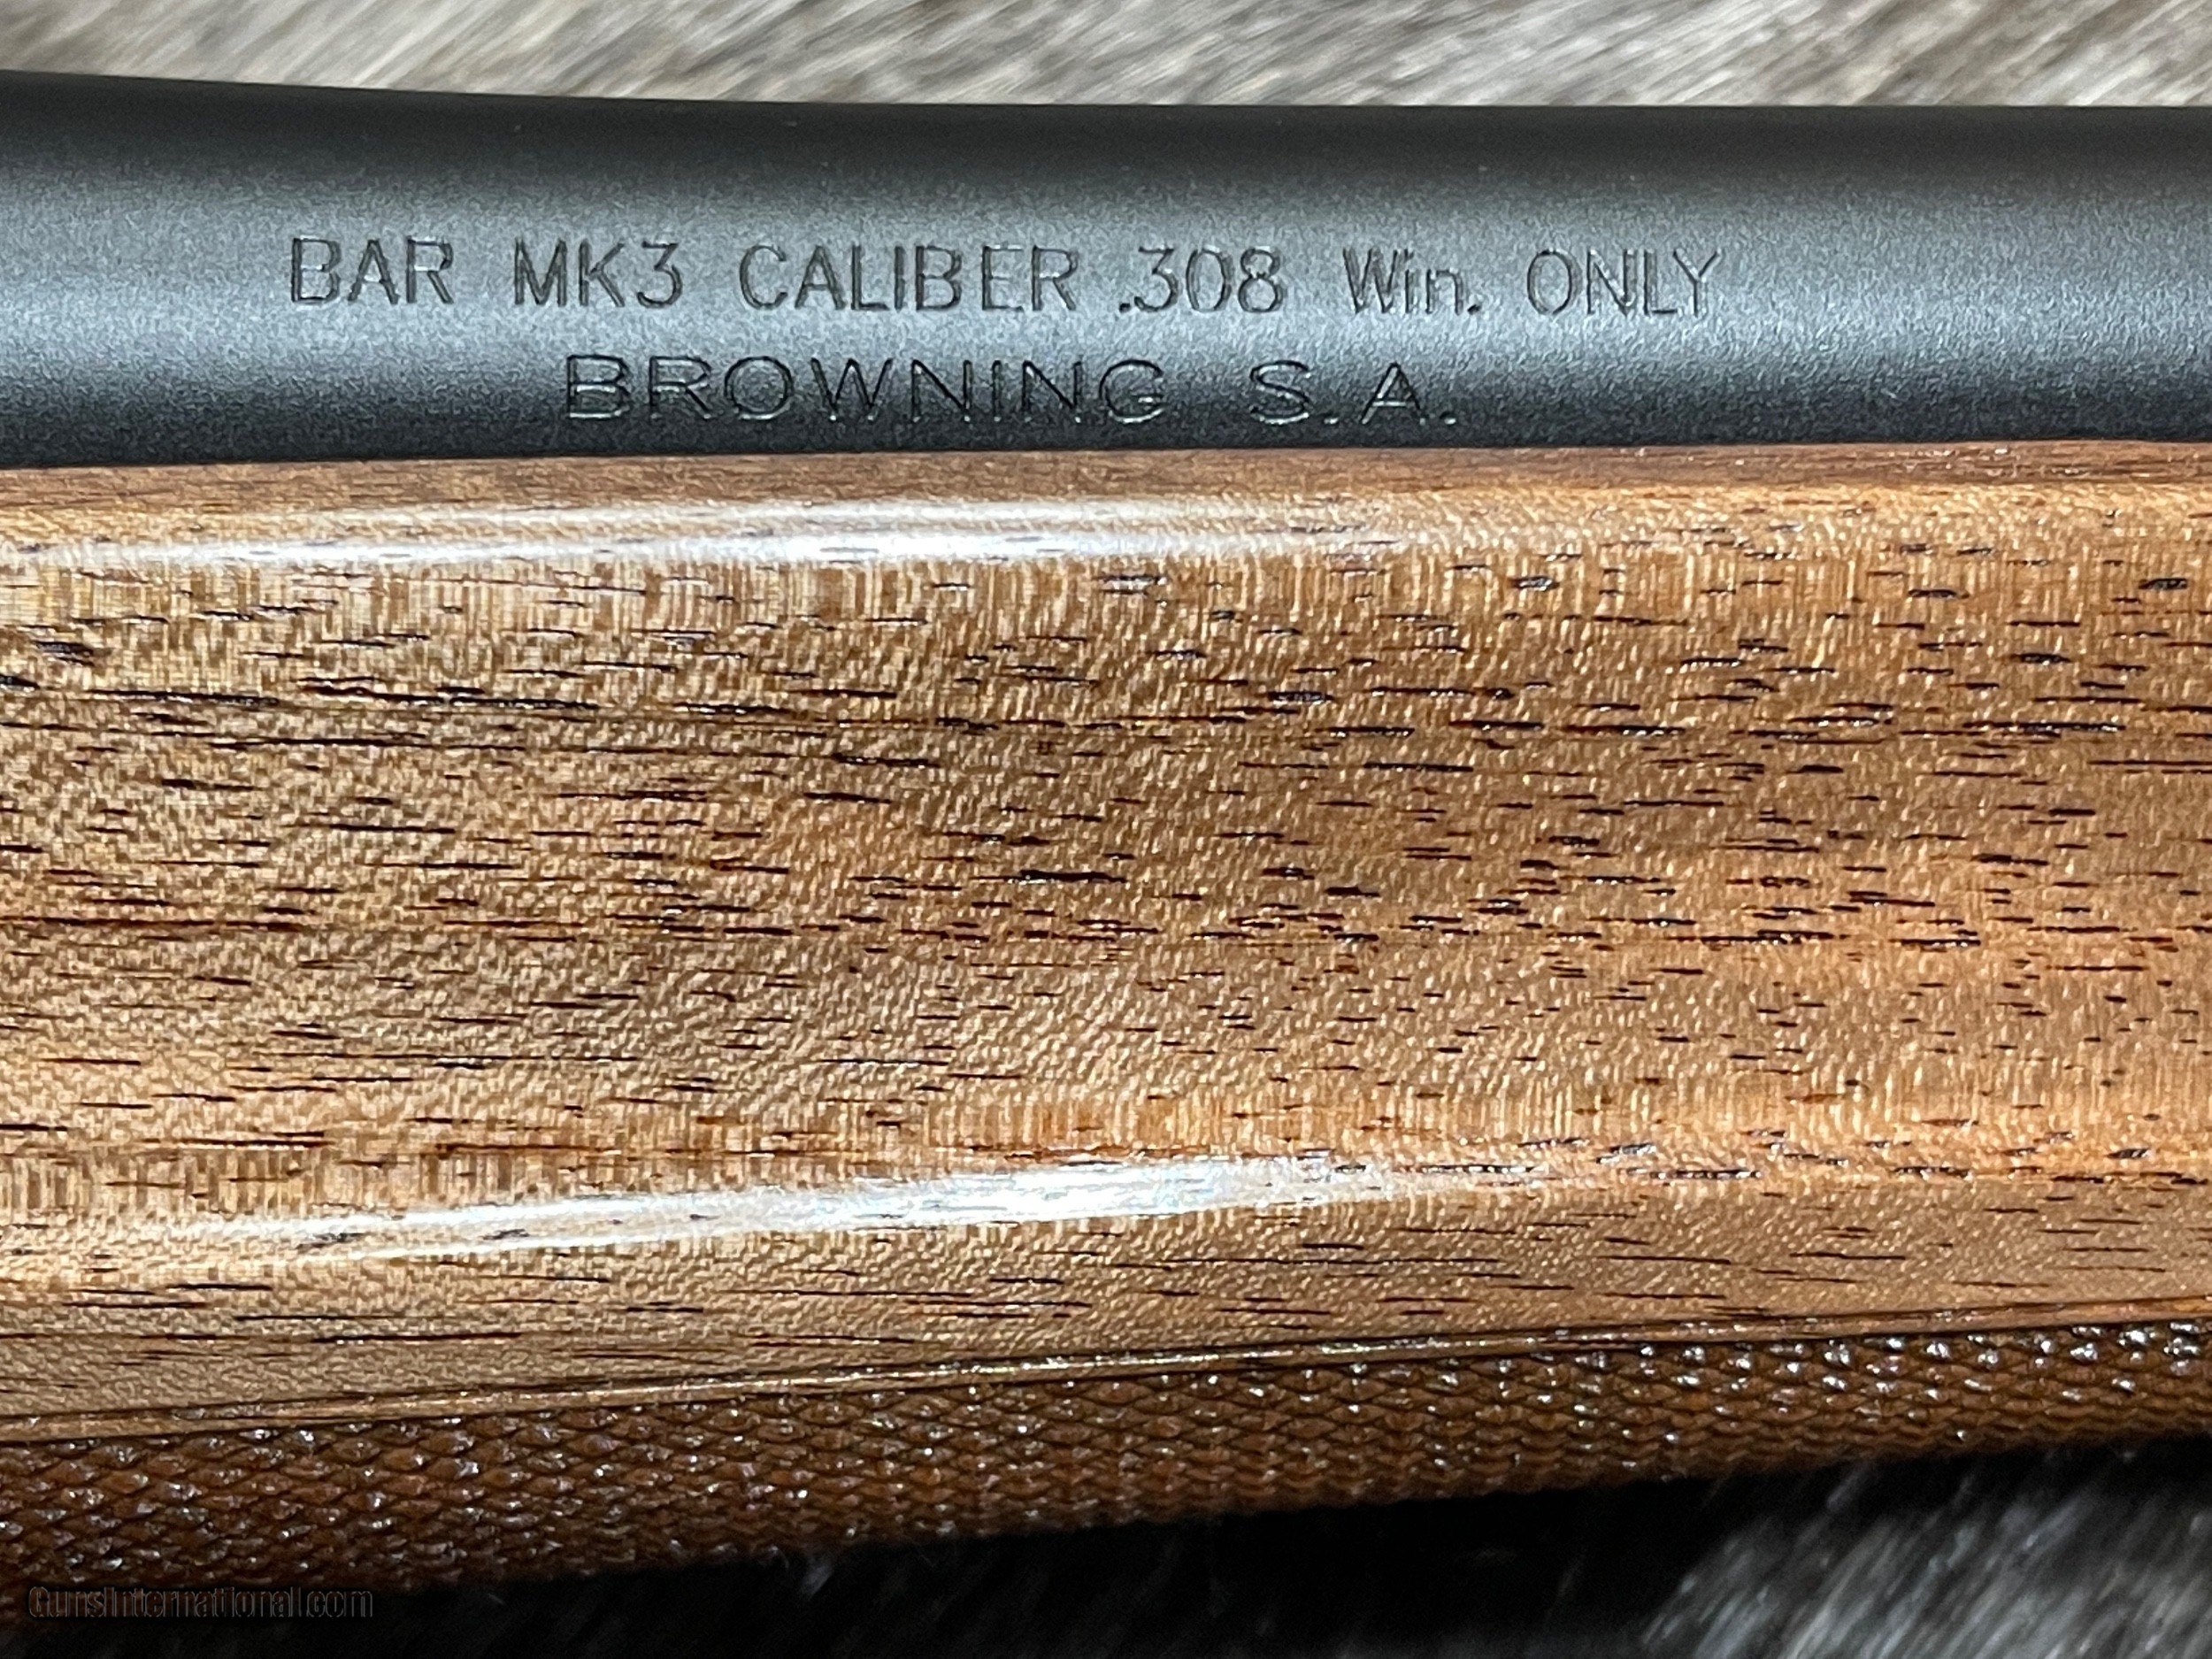 BAR MK3 CALIBER .308 Win. ONLY
BROWNING S.A.
GunsInternational.com